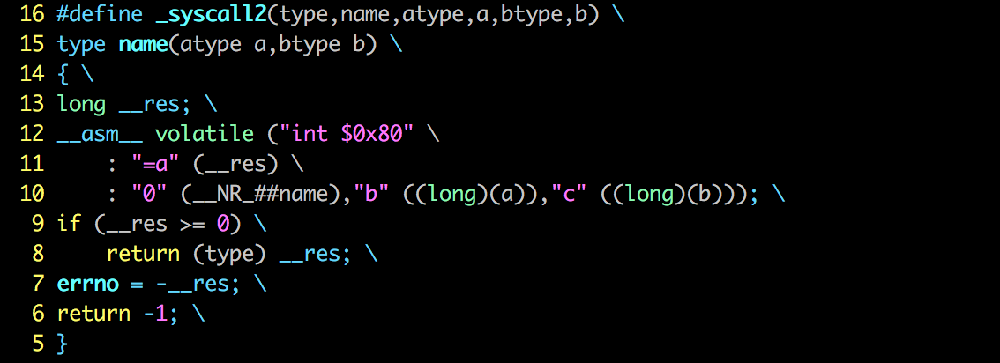 16 #define _syscall2(type,name,atype,a,btype,b) \
15 type name(atype a,btype b) \
14 { \
13 long __res; \
12 __asm__ volatile ("int $0x80" \
11     : "=a" (__res) \
10     : "0" (__NR_##name),"b" ((long)(a)),"c" ((long)(b))); \
9 if (__res >= 0) \
8     return (type) __res; \
7 errno = -__res; \
6 return -1; \
5 }